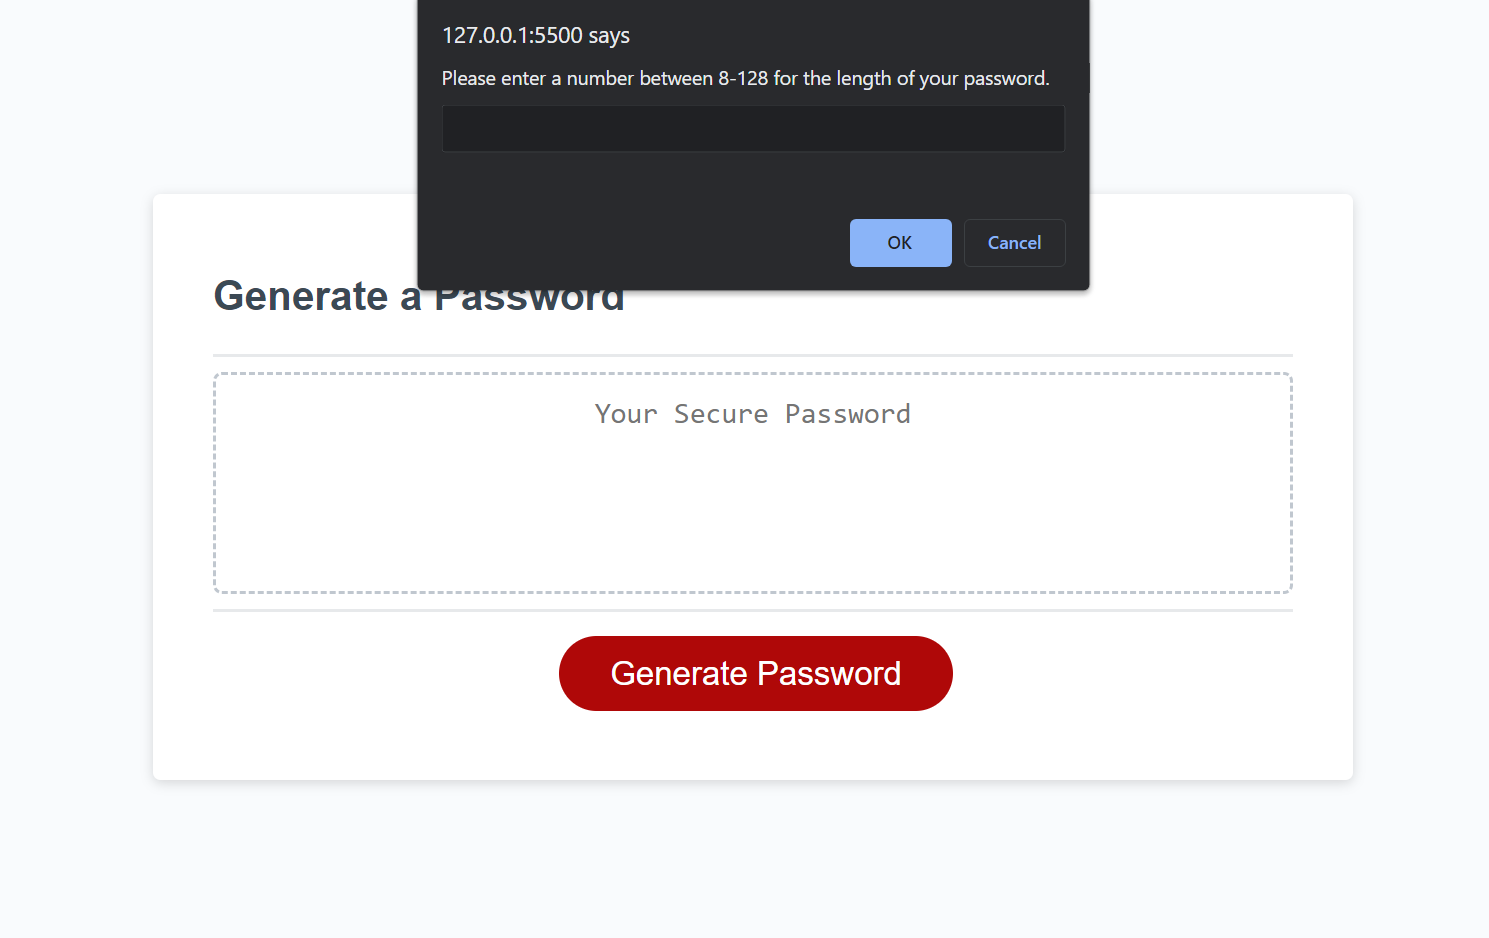 127.0.0.1:5500 says
Please enter a number between 8-128 for the length of your password.
OK
Cancel
Generate a Password
Your Secure Password
Generate Password